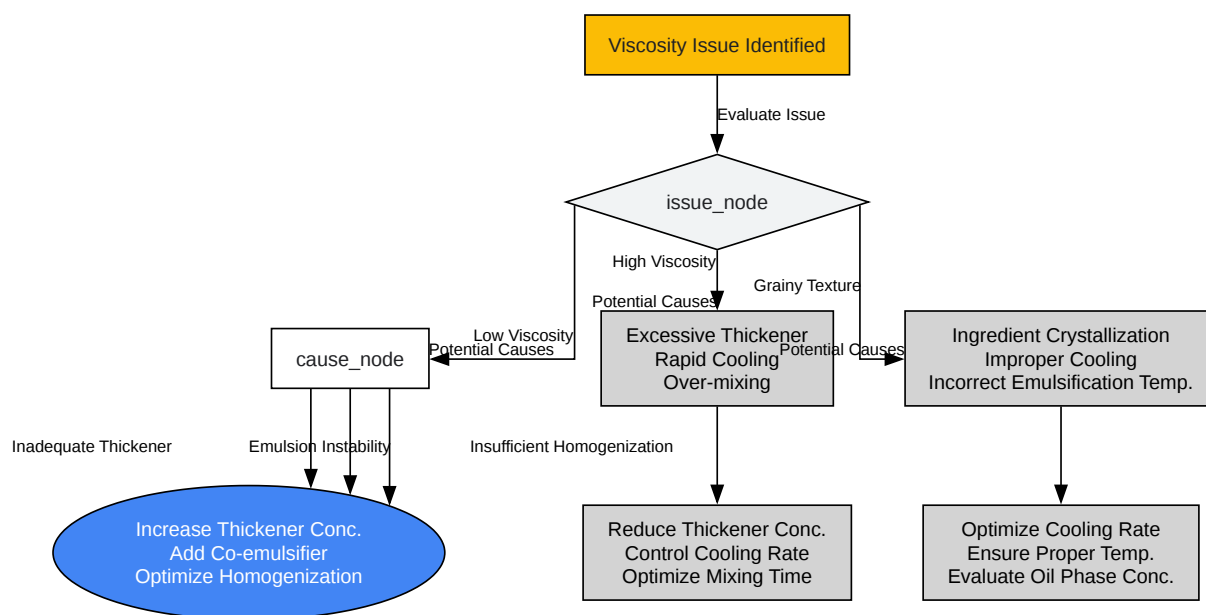 Viscosity Issue Identified
Evaluate Issue
issue_node
High Viscosity
Grainy Texture
Potential Causes
Low Viscosity
Potential Causes
Potential Causes
cause_node
Excessive Thickener
Rapid Cooling
Over-mixing
Ingredient Crystallization
Improper Cooling
Incorrect Emulsification Temp.
Inadequate Thickener
Emulsion Instability
Insufficient Homogenization
Increase Thickener Conc.
Add Co-emulsifier
Optimize Homogenization
Reduce Thickener Conc.
Control Cooling Rate
Optimize Mixing Time
Optimize Cooling Rate
Ensure Proper Temp.
Evaluate Oil Phase Conc.